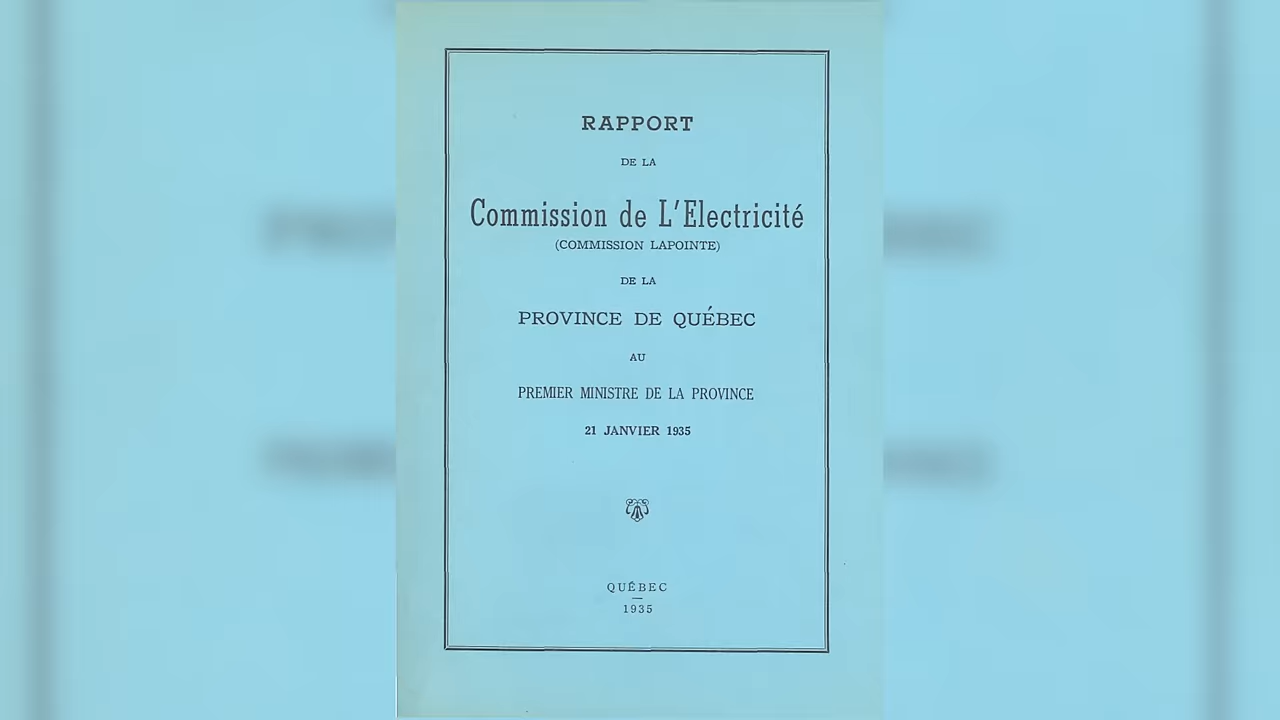 RAPPORT
DE LA
Commission de L'Electricité
(COMMISSION LAPOINTE)
DE LA
PROVINCE DE QUÉBEC
AU
PREMIER MINISTRE DE LA PROVINCE
21 JANVIER 1935
QUÉBEC
1935